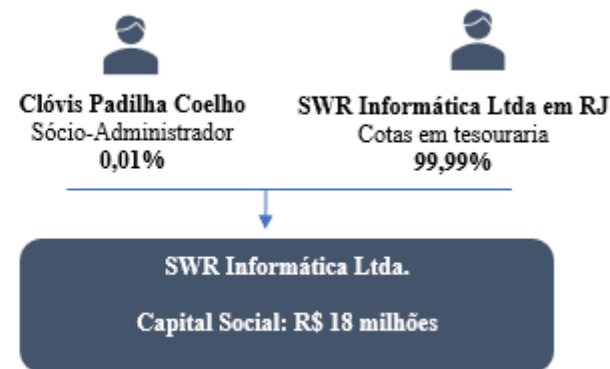 Clóvis Padilha Coelho
Sócio-Administrador
0,01%
SWR Informática Ltda em RJ
Cotas em tesouraria
99,99%
SWR Informática Ltda.
Capital Social: R$ 18 milhões